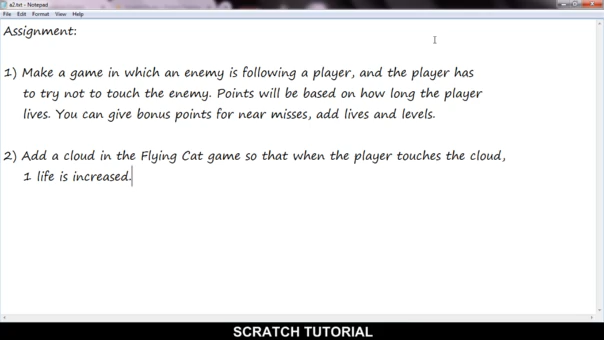 a2.txt - Notepad
File Edit Format View Help
Assignment:
1) Make a game in which an enemy is following a player, and the player has
to try not to touch the enemy. Points will be based on how long the player
lives. You can give bonus points for near misses, add lives and levels.
2) Add a cloud in the Flying Cat game so that when the player touches the cloud,
1 life is increased.
SCRATCH TUTORIAL